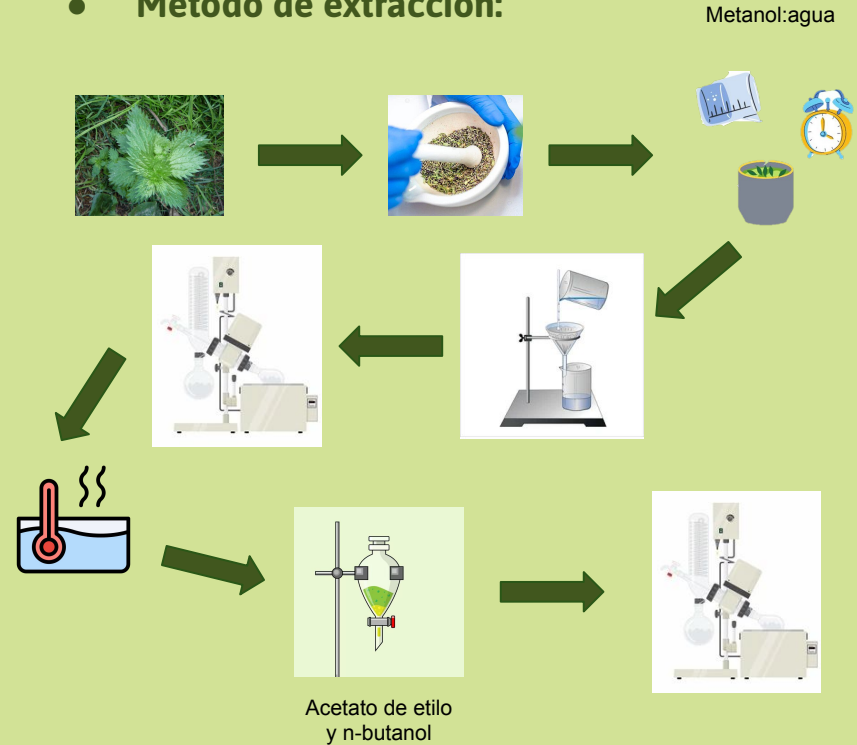 ● Método de extracción:
Metanol:agua
Acetato de etilo
y n-butanol